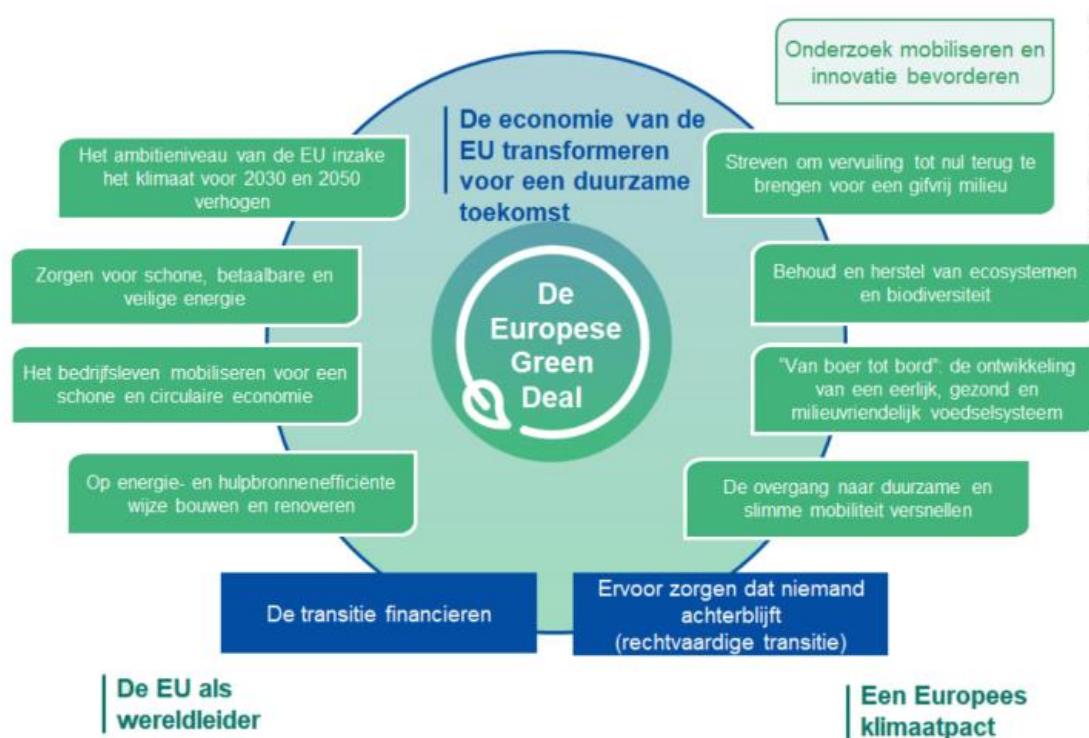 Onderzoek mobiliseren en
innovatie bevorderen
De economie van de
EU transformeren
voor een duurzame
toekomst
Het ambitieniveau van de EU inzake
het klimaat voor 2030 en 2050
verhogen
Streven om vervuiling tot nul terug te
brengen voor een gifvrij milieu
Zorgen voor schone, betaalbare en
veilige energie
Behoud en herstel van ecosystemen
en biodiversiteit
De
Europese
Green
Deal
Het bedrijfsleven mobiliseren voor een
schone en circulaire economie
"Van boer tot bord": de ontwikkeling
van een eerlijk, gezond en
milieuvriendelijk voedselsysteem
Op energie- en hulpbronnenefficiënte
wijze bouwen en renoveren
De overgang naar duurzame en
slimme mobiliteit versnellen
De transitie financieren
Ervoor zorgen dat niemand
achterblijft
(rechtvaardige transitie)
De EU als
wereldleider
Een Europees
klimaatpact